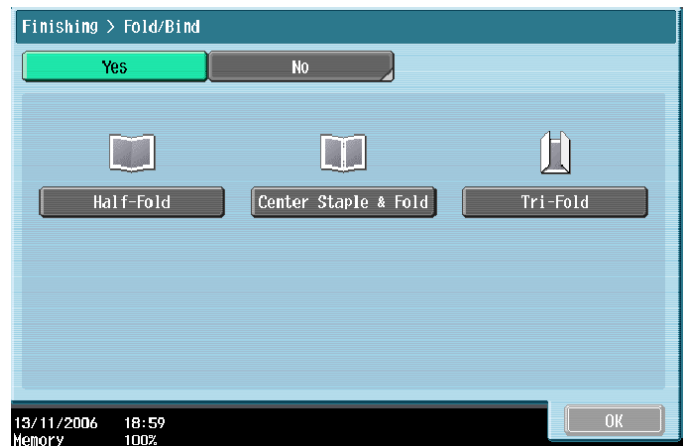 Finishing > Fold/Bind
Yes No
Half-Fold Center Staple & Fold Tri-Fold
13/11/2006 18:59
Memory 100%
OK